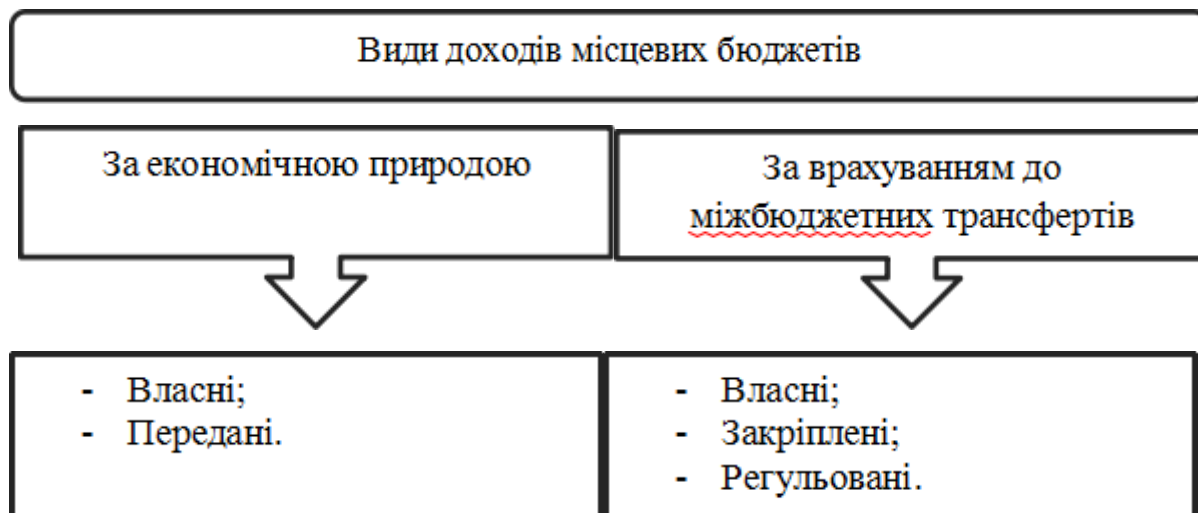 Види доходів місцевих бюджетів
За економічною природою
За врахуванням до
міжбюджетних трансфертів
- Власні;
- Передані.
- Власні;
- Закріплені;
- Регульовані.